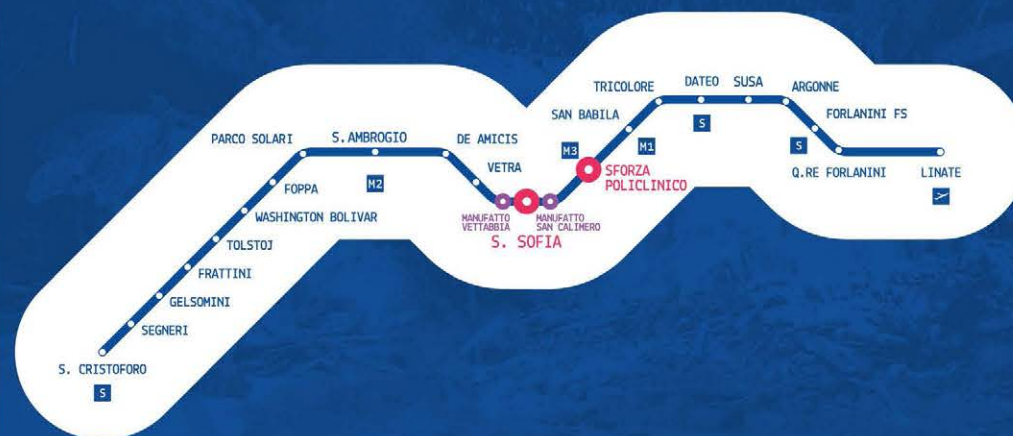 S. CRISTOFORO
S
SEGNERI
GELSOMINI
FRATTINI
TOLSTOJ
WASHINGTON BOLIVAR
FOPPA
PARCO SOLARI
S.AMBROGIO
M2
DE AMICIS
VETRA
MANUFATTO
VETTABBIA
S. SOFIA
MANUFATTO
SAN CALIMERO
SFORZA
POLICLINICO
M3
SAN BABILA
M1
TRICOLORE
DATEO
S
SUSA
ARGONNE
FORLANINI FS
S
Q.RE FORLANINI
LINATE